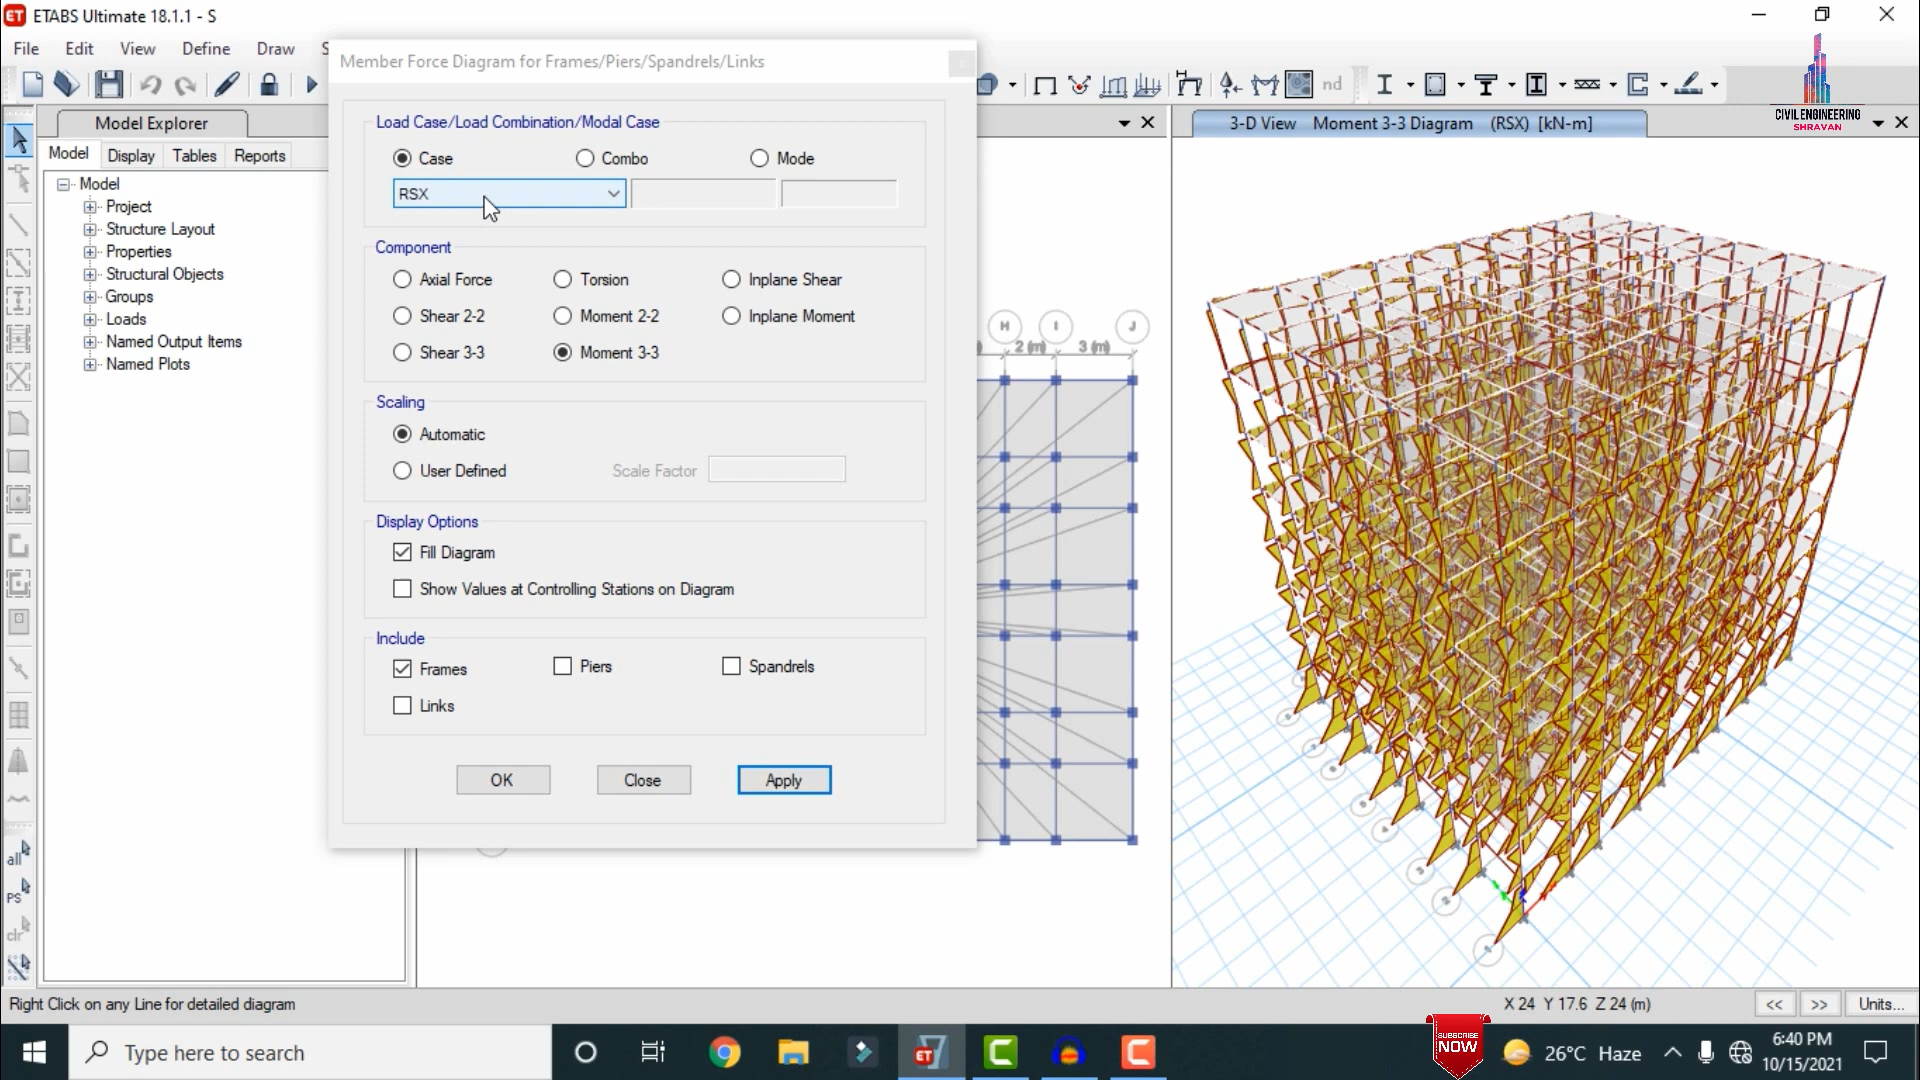 ETABS Ultimate 18.1.1 - S
File Edit View Define Draw S
nd
Member Force Diagram for Frames/Piers/Spandrels/Links
Load Case/Load Combination/Modal Case
Case Combo Mode
RSX
Component
Axial Force Torsion Inplane Shear
Shear 2-2 Moment 2-2 Inplane Moment
Shear 3-3 Moment 3-3
Scaling
Automatic
User Defined Scale Factor
Display Options
Fill Diagram
Show Values at Controlling Stations on Diagram
Include
Frames Piers Spandrels
Links
OK Close Apply
Model Explorer
Model Display Tables Reports
Model
Project
Structure Layout
Properties
Structural Objects
Groups
Loads
Named Output Items
Named Plots
all
PS
clr
H I J
2 (m) 3 (m)
3-D View Moment 3-3 Diagram (RSX) [kN-m]
CIVIL ENGINEERING
SHRAVAN
Right Click on any Line for detailed diagram
X 24 Y 17.6 Z 24 (m)
<< >> Units...
Type here to search
SUBSCRIBE
NOW
26°C Haze
6:40 PM
10/15/2021